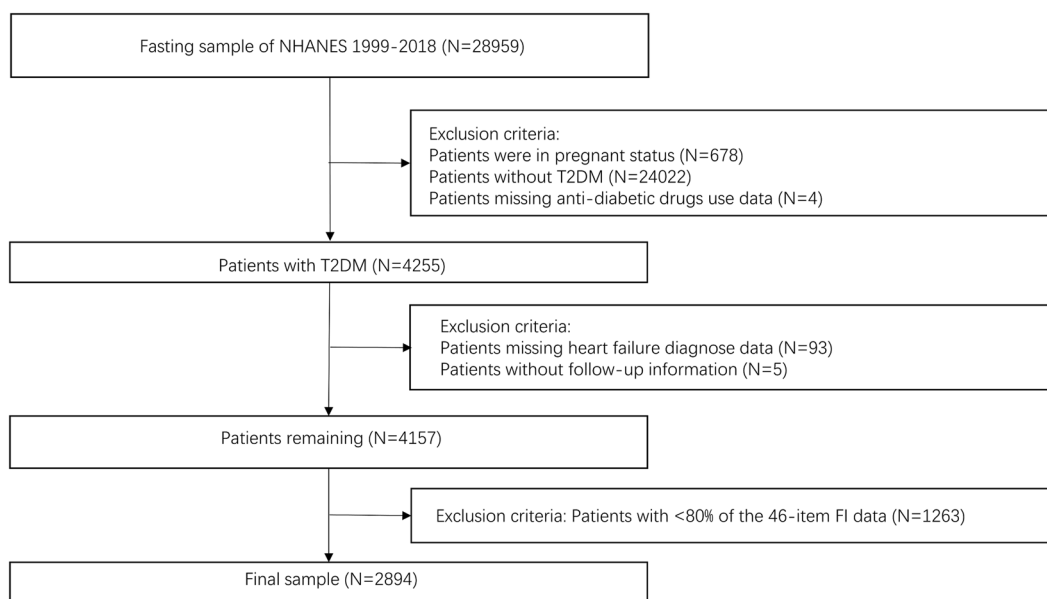 Fasting sample of NHANES 1999-2018 (N=28959)
Exclusion criteria:
Patients were in pregnant status (N=678)
Patients without T2DM (N=24022)
Patients missing anti-diabetic drugs use data (N=4)
Patients with T2DM (N=4255)
Exclusion criteria:
Patients missing heart failure diagnose data (N=93)
Patients without follow-up information (N=5)
Patients remaining (N=4157)
Exclusion criteria: Patients with <80% of the 46-item FI data (N=1263)
Final sample (N=2894)